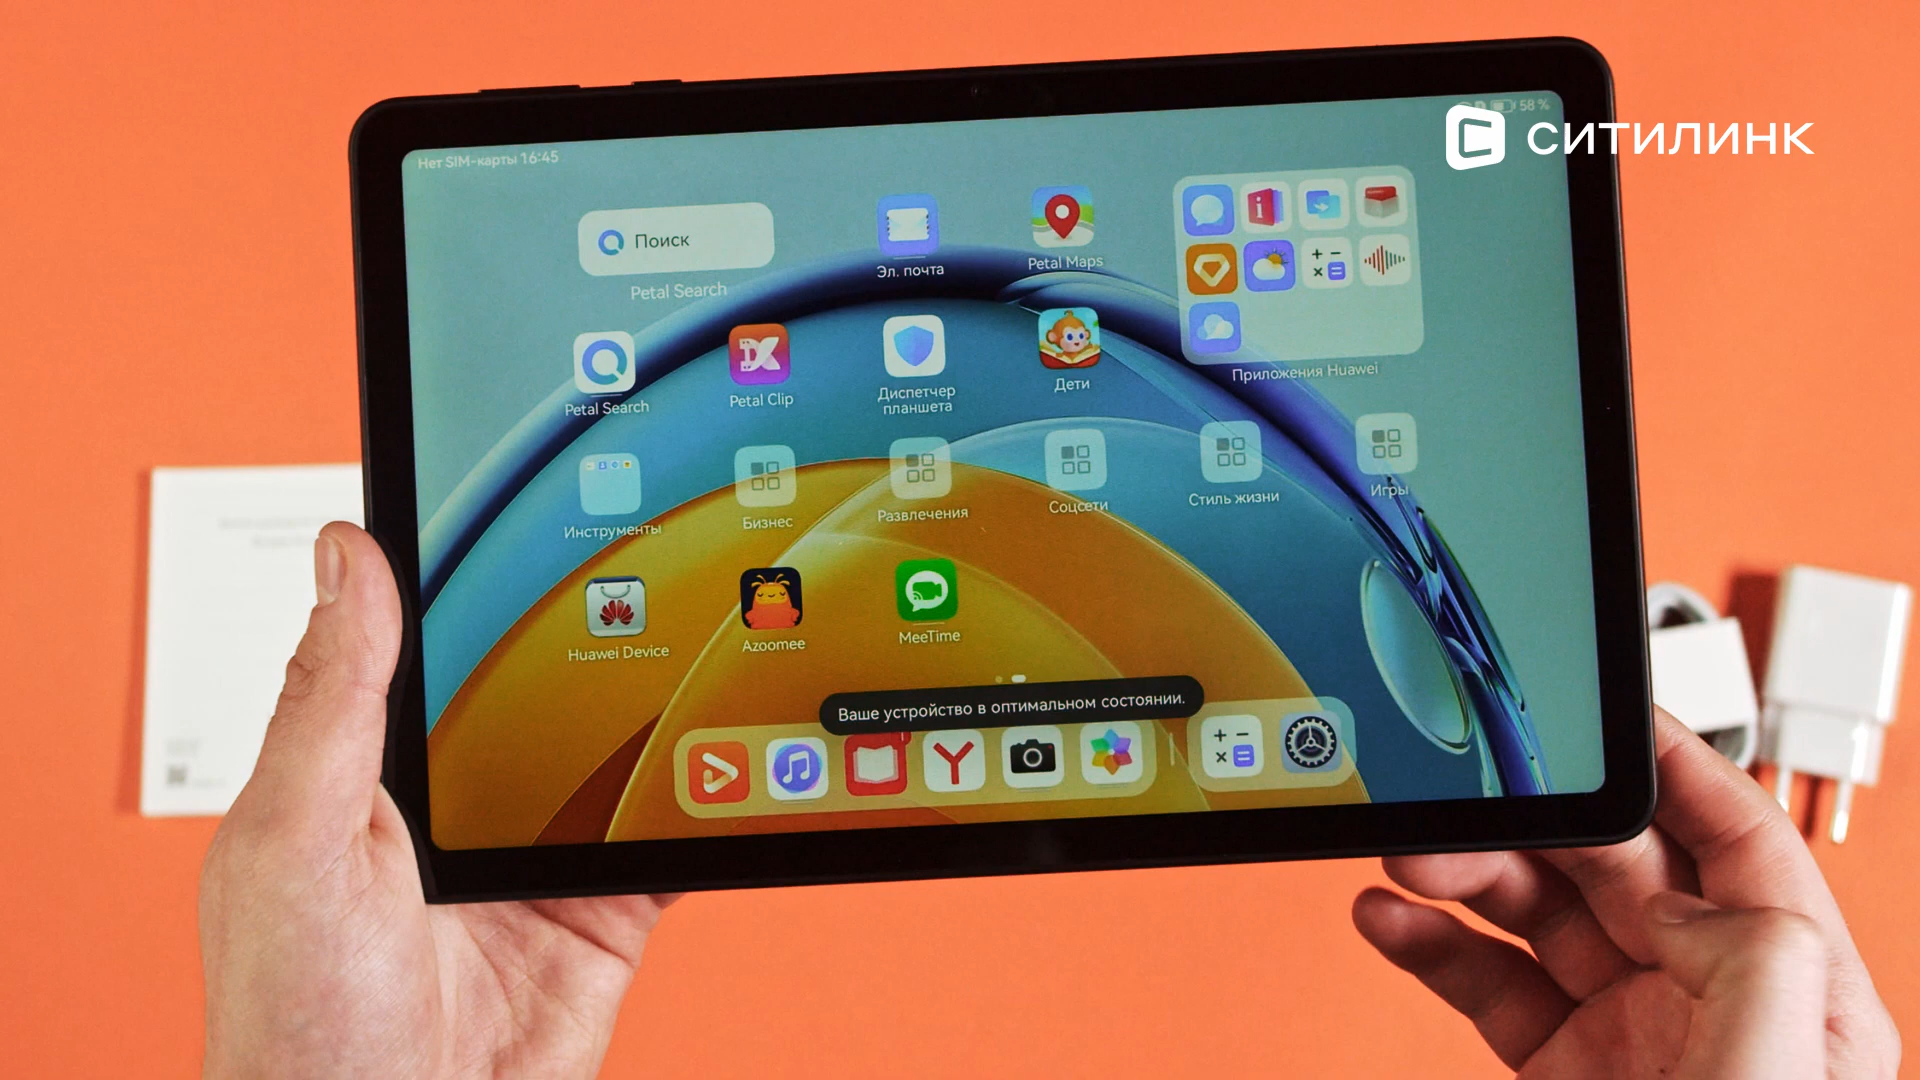 58 %
СИТИЛИНК
Нет SIM-карты 16:45
Поиск
Petal Search
Эл. почта
Petal Maps
Приложения Huawei
Petal Search
Petal Clip
Диспетчер
планшета
Дети
Инструменты
Бизнес
Развлечения
Соцсети
Стиль жизни
Игры
Huawei Device
Azoomee
MeeTime
Ваше устройство в оптимальном состоянии.